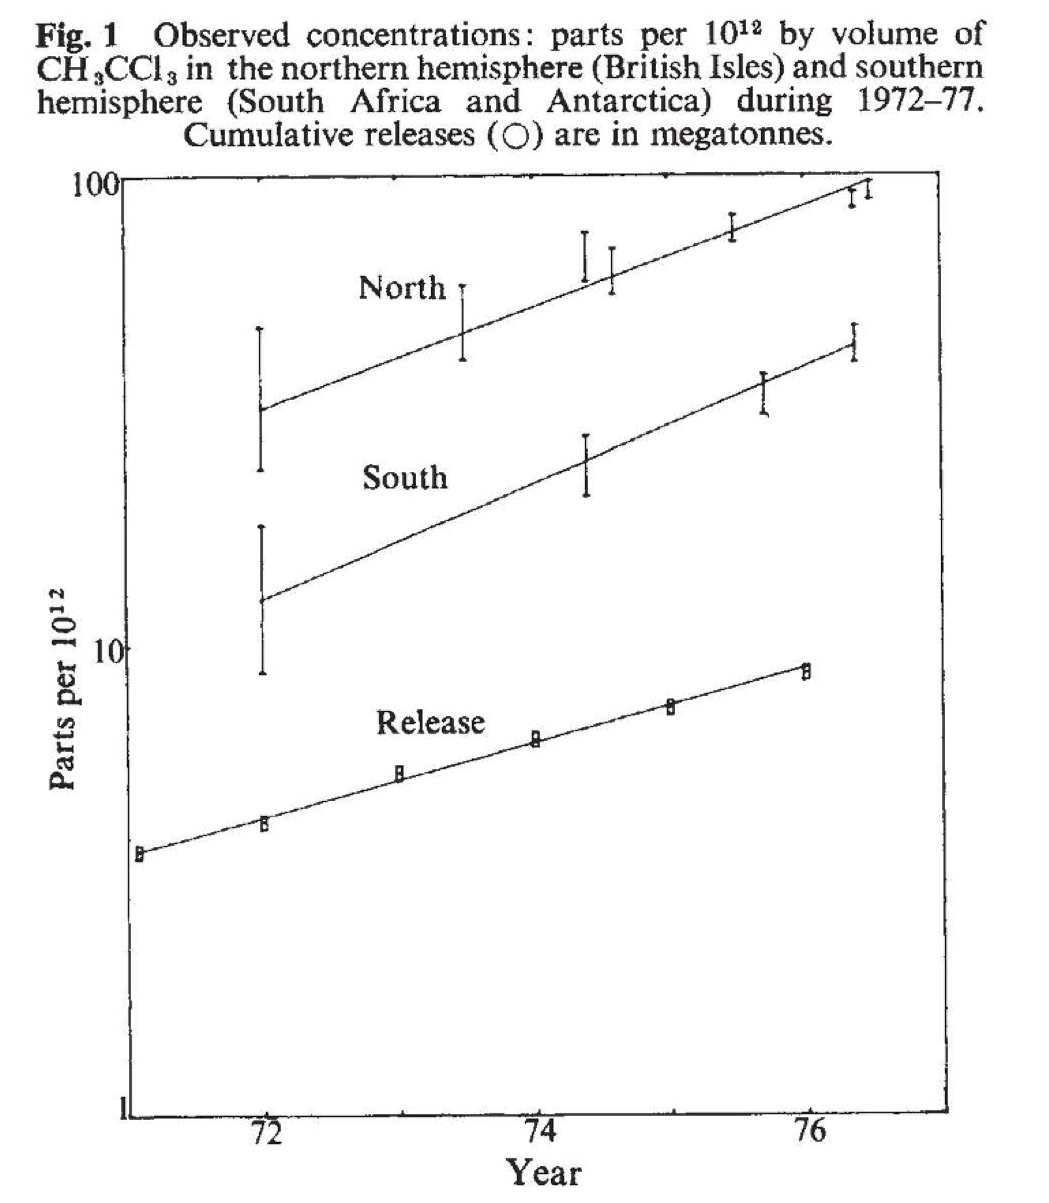 Fig. 1 Observed concentrations: parts per 10¹² by volume of
CH₃CCl₃ in the northern hemisphere (British Isles) and southern
hemisphere (South Africa and Antarctica) during 1972–77.
Cumulative releases (○) are in megatonnes.
100
North
South
Parts per 10¹²
10
Release
1
72 74 76
Year